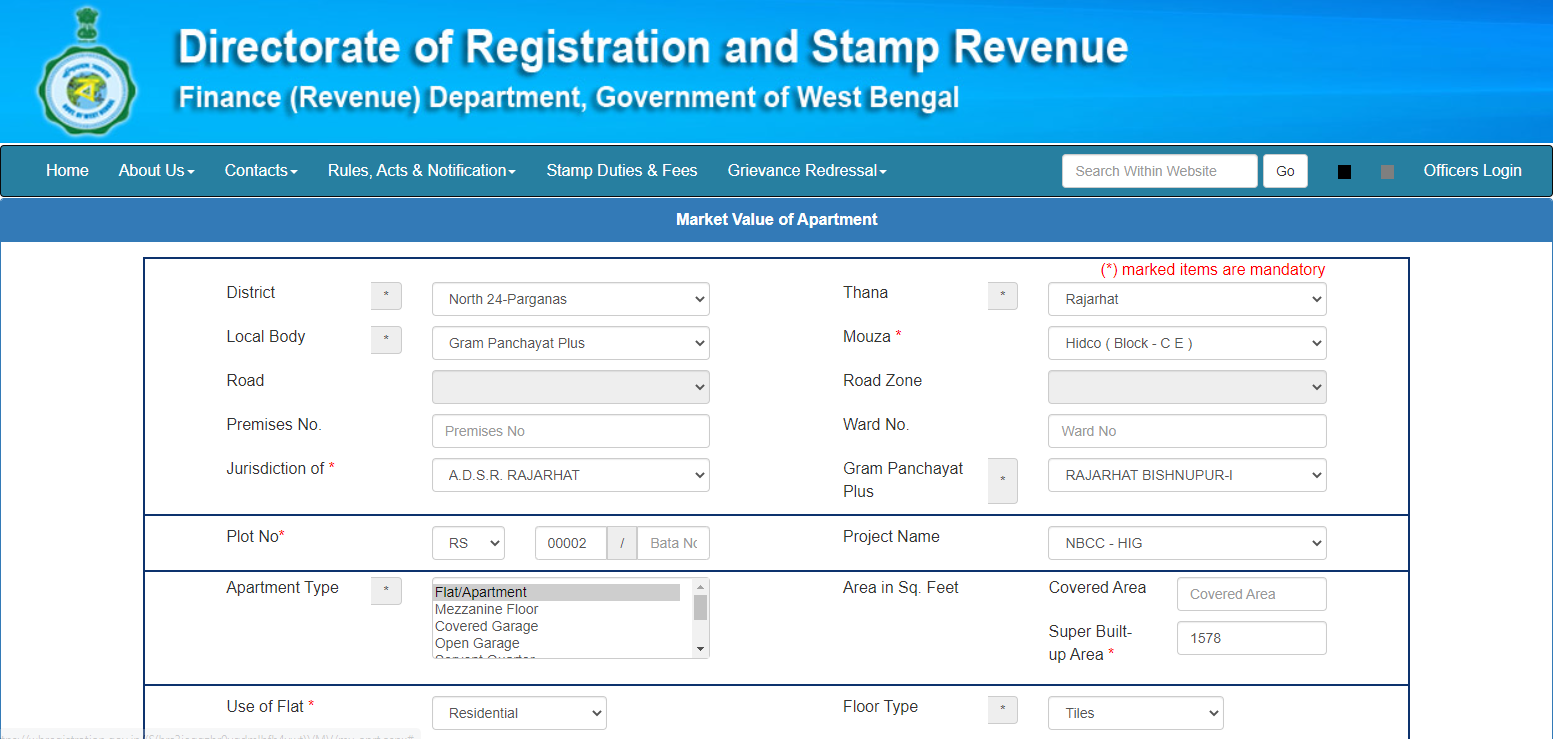 Directorate of Registration and Stamp Revenue
Finance (Revenue) Department, Government of West Bengal
Home About Us Contacts Rules, Acts & Notification Stamp Duties & Fees Grievance Redressal Search Within Website Go Officers Login
Market Value of Apartment
(*) marked items are mandatory
District * North 24-Parganas Thana * Rajarhat
Local Body * Gram Panchayat Plus Mouza * Hidco ( Block - C E )
Road Road Zone
Premises No. Premises No Ward No. Ward No
Jurisdiction of * A.D.S.R. RAJARHAT Gram Panchayat Plus * RAJARHAT BISHNUPUR-I
Plot No* RS 00002 / Bata No Project Name NBCC - HIG
Apartment Type * Flat/Apartment Area in Sq. Feet Covered Area Covered Area
Mezzanine Floor
Covered Garage
Open Garage
Super Built-up Area * 1578
Use of Flat * Residential Floor Type * Tiles